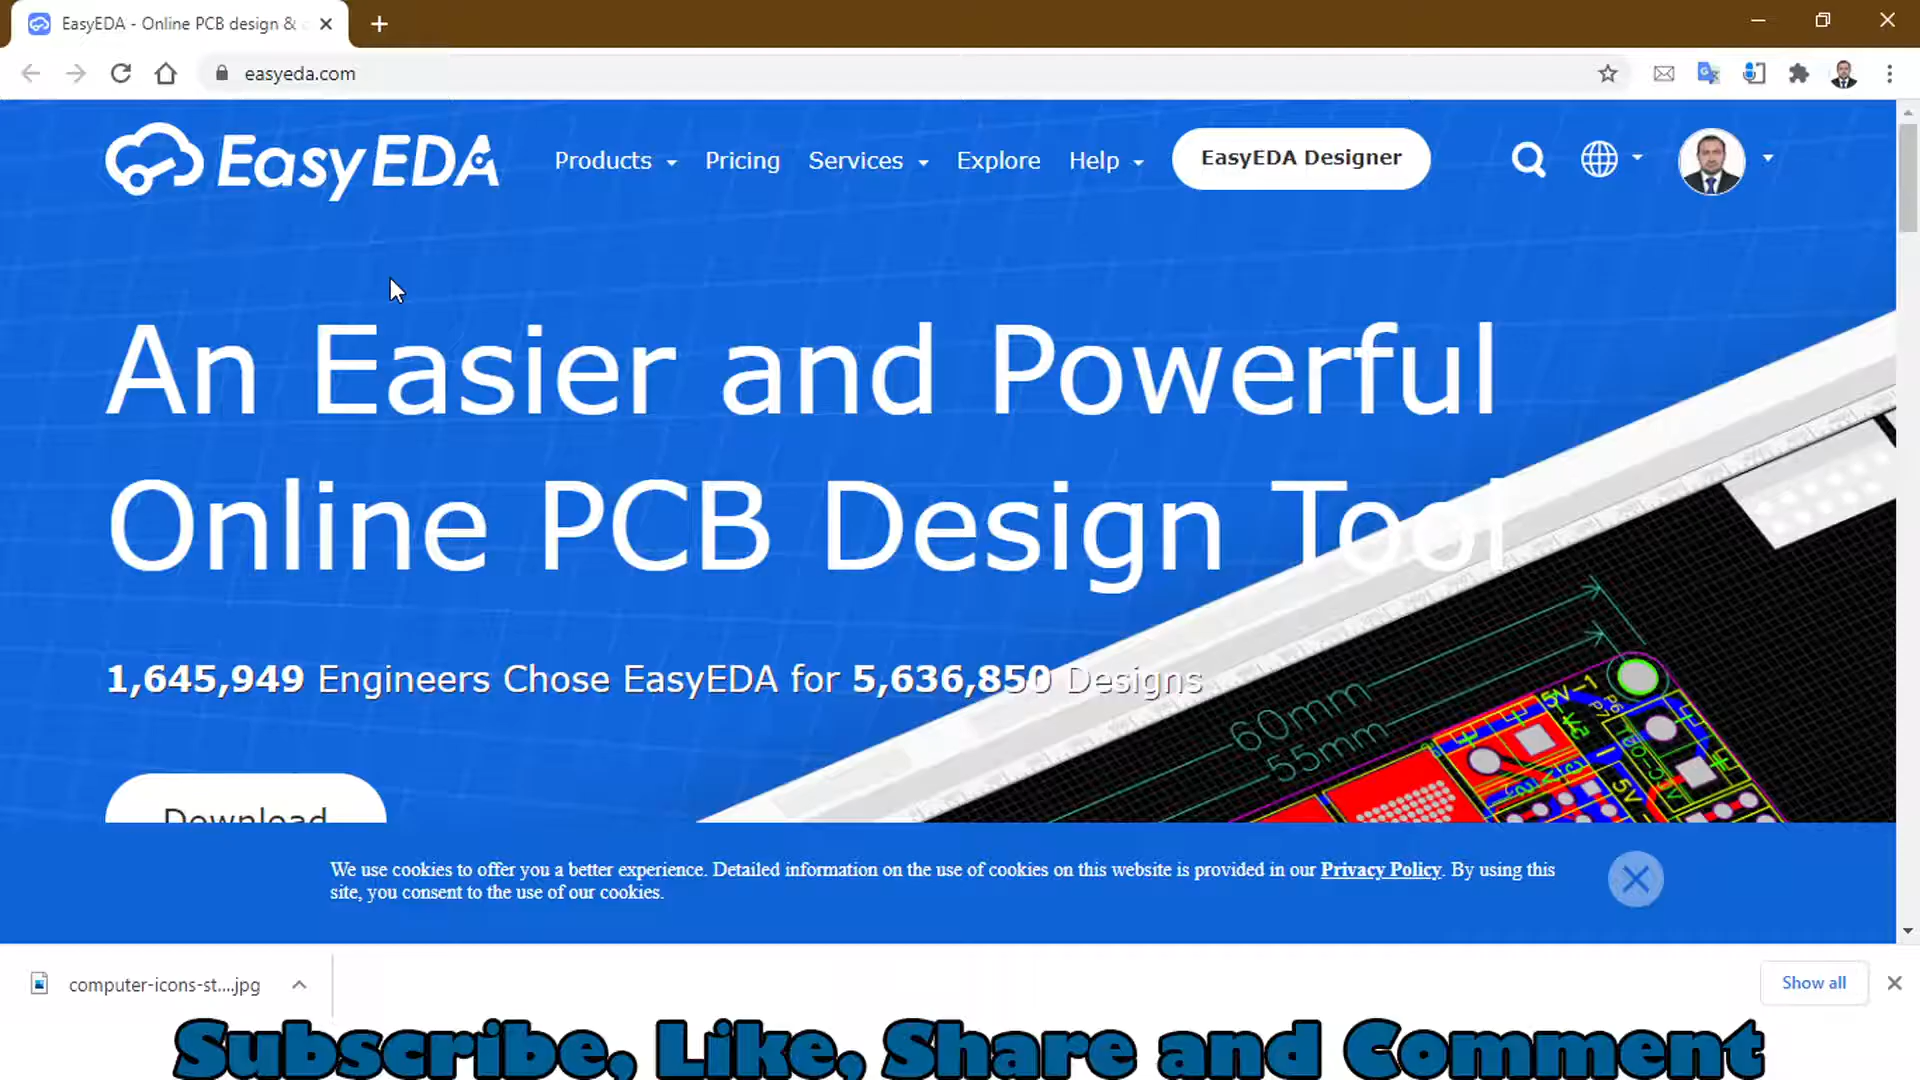 EasyEDA - Online PCB design &
easyeda.com
EasyEDA
Products
Pricing
Services
Explore
Help
EasyEDA Designer
An Easier and Powerful
Online PCB Design Tool
1,645,949 Engineers Chose EasyEDA for 5,636,850 Designs
60mm
55mm
5V-1
Download
We use cookies to offer you a better experience. Detailed information on the use of cookies on this website is provided in our Privacy Policy. By using this
site, you consent to the use of our cookies.
computer-icons-st....jpg
Show all
Subscribe, Like, Share and Comment